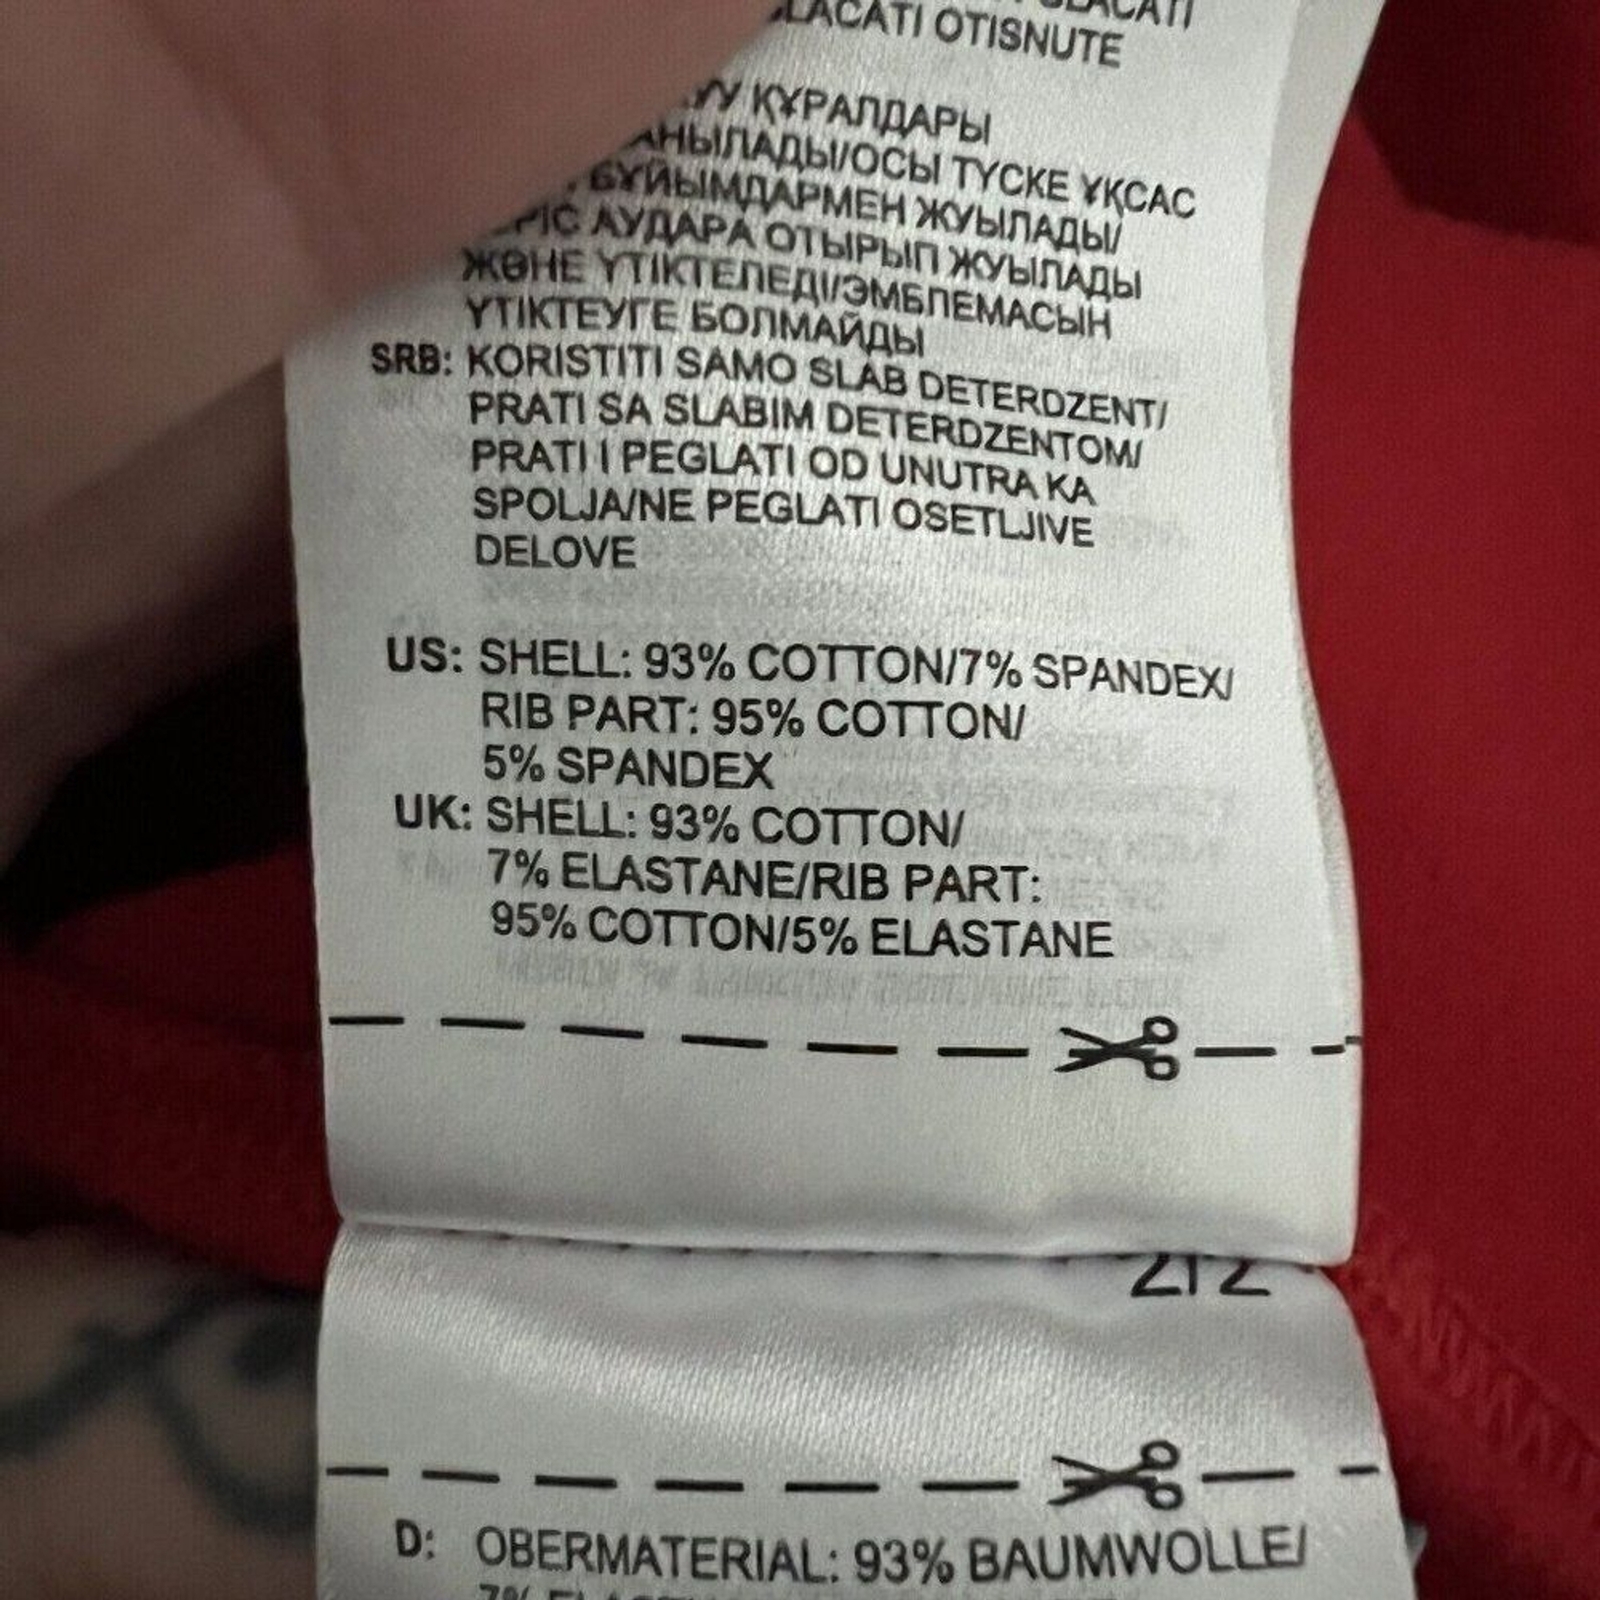 GLAČATI OTISNUTE
ҚҰРАЛДАРЫ
ОСЫ ТҮСКЕ ҰҚСАС
БҰЙЫМДАРМЕН ЖУЫЛАДЫ/
АУДАРА ОТЫРЫП ЖУЫЛАДЫ
ЖӘНЕ ҮТІКТЕЛЕДІ/ЭМБЛЕМАСЫН
ҮТІКТЕУГЕ БОЛМАЙДЫ
SRB: KORISTITI SAMO SLAB DETERDZENT/
PRATI SA SLABIM DETERDZENTOM/
PRATI I PEGLATI OD UNUTRA KA
SPOLJA/NE PEGLATI OSETLJIVE
DELOVE
US: SHELL: 93% COTTON/7% SPANDEX/
RIB PART: 95% COTTON/
5% SPANDEX
UK: SHELL: 93% COTTON/
7% ELASTANE/RIB PART:
95% COTTON/5% ELASTANE
2/2
D: OBERMATERIAL: 93% BAUMWOLLE/